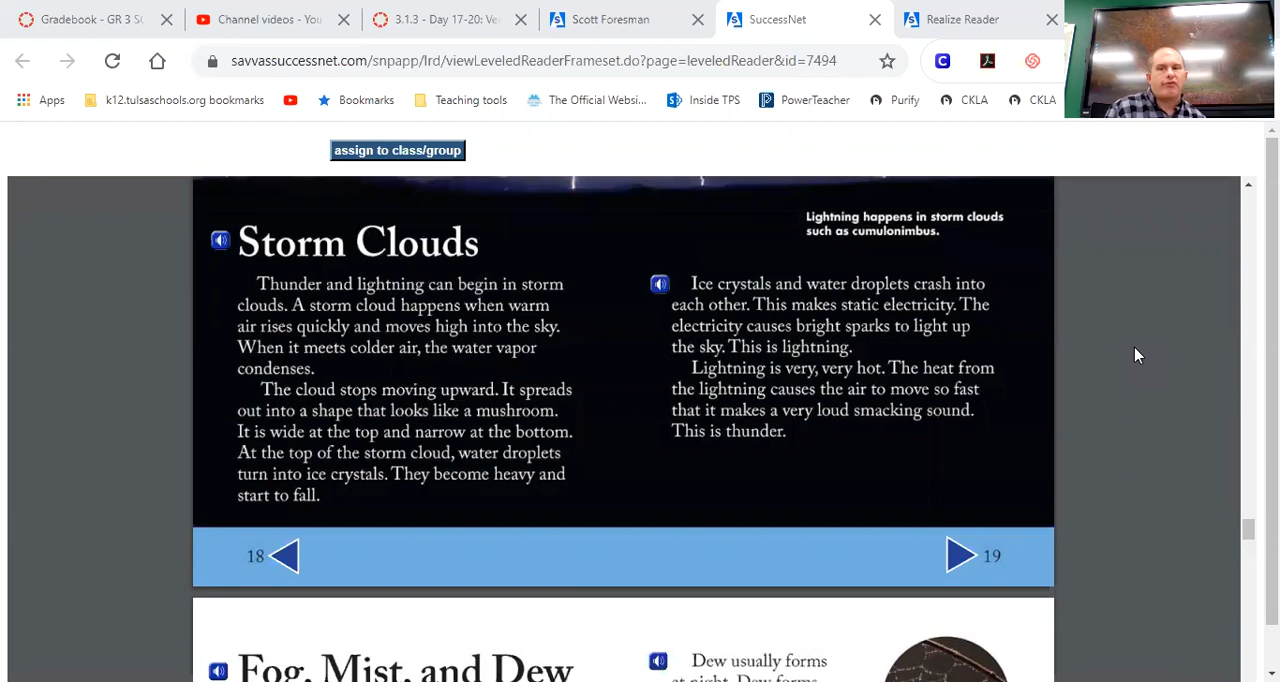 Gradebook - GR 3 SC
Channel videos - You
3.1.3 - Day 17-20: Ve
Scott Foresman
SuccessNet
Realize Reader
savvassuccessnet.com/snpapp/lrd/viewLeveledReaderFrameset.do?page=leveledReader&id=7494
Apps
k12.tulsaschools.org bookmarks
Bookmarks
Teaching tools
The Official Websi...
Inside TPS
PowerTeacher
Purify
CKLA
CKLA
assign to class/group
Lightning happens in storm clouds
such as cumulonimbus.
Storm Clouds
Thunder and lightning can begin in storm
clouds. A storm cloud happens when warm
air rises quickly and moves high into the sky.
When it meets colder air, the water vapor
condenses.
The cloud stops moving upward. It spreads
out into a shape that looks like a mushroom.
It is wide at the top and narrow at the bottom.
At the top of the storm cloud, water droplets
turn into ice crystals. They become heavy and
start to fall.
Ice crystals and water droplets crash into
each other. This makes static electricity. The
electricity causes bright sparks to light up
the sky. This is lightning.
Lightning is very, very hot. The heat from
the lightning causes the air to move so fast
that it makes a very loud smacking sound.
This is thunder.
18
19
Fog, Mist, and Dew
Dew usually forms
at night. Dew forms